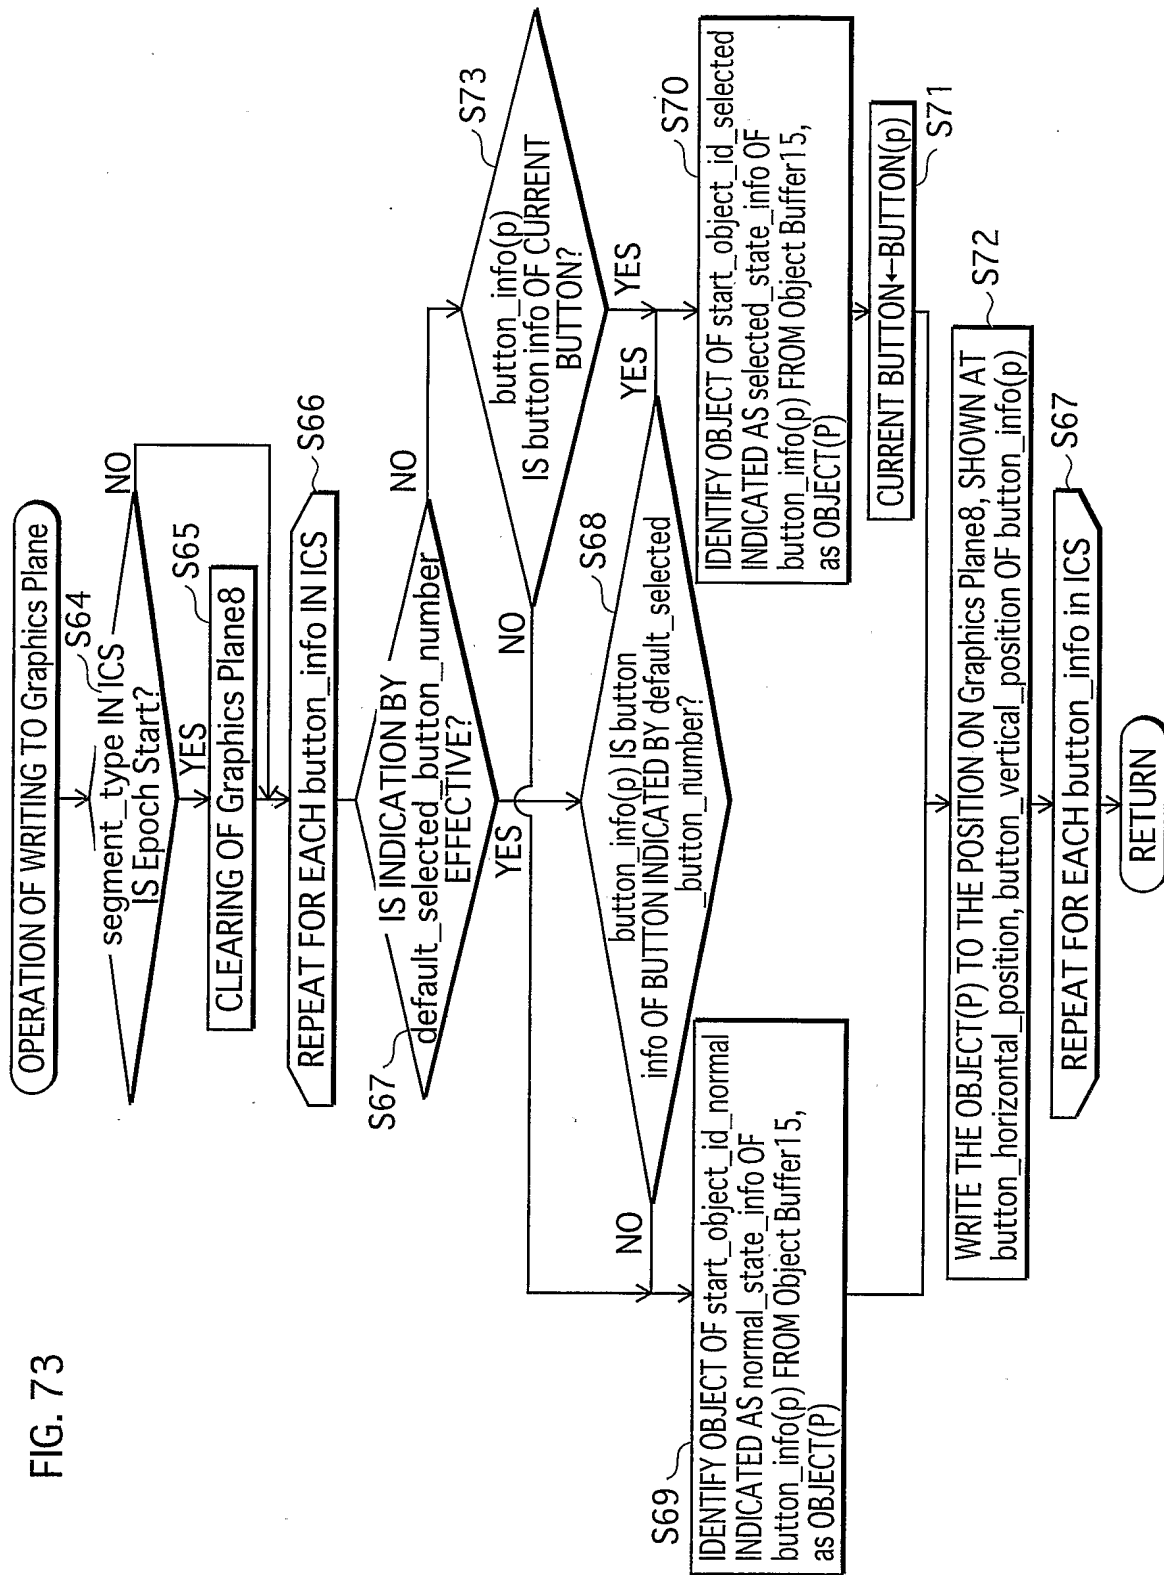 FIG. 73
OPERATION OF WRITING TO Graphics Plane
S64
segment_type IN ICS
IS Epoch Start?
NO
YES
S65
CLEARING OF Graphics Plane8
S66
REPEAT FOR EACH button_info IN ICS
S67
IS INDICATION BY
default_selected_button_number
EFFECTIVE?
NO
YES
S73
button_info(p)
IS button info OF CURRENT
BUTTON?
NO
YES
S68
button_info(p) IS button
info OF BUTTON INDICATED BY default_selected
_button_number?
NO
YES
S69
IDENTIFY OBJECT OF start_object_id_normal
INDICATED AS normal_state_info OF
button_info(p) FROM Object Buffer15,
as OBJECT(P)
S70
IDENTIFY OBJECT OF start_object_id_selected
INDICATED AS selected_state_info OF
button_info(p) FROM Object Buffer15,
as OBJECT(P)
CURRENT BUTTON←BUTTON(p)
S71
S72
WRITE THE OBJECT(P) TO THE POSITION ON Graphics Plane8, SHOWN AT
button_horizontal_position, button_vertical_position OF button_info(p)
S67
REPEAT FOR EACH button_info in ICS
RETURN